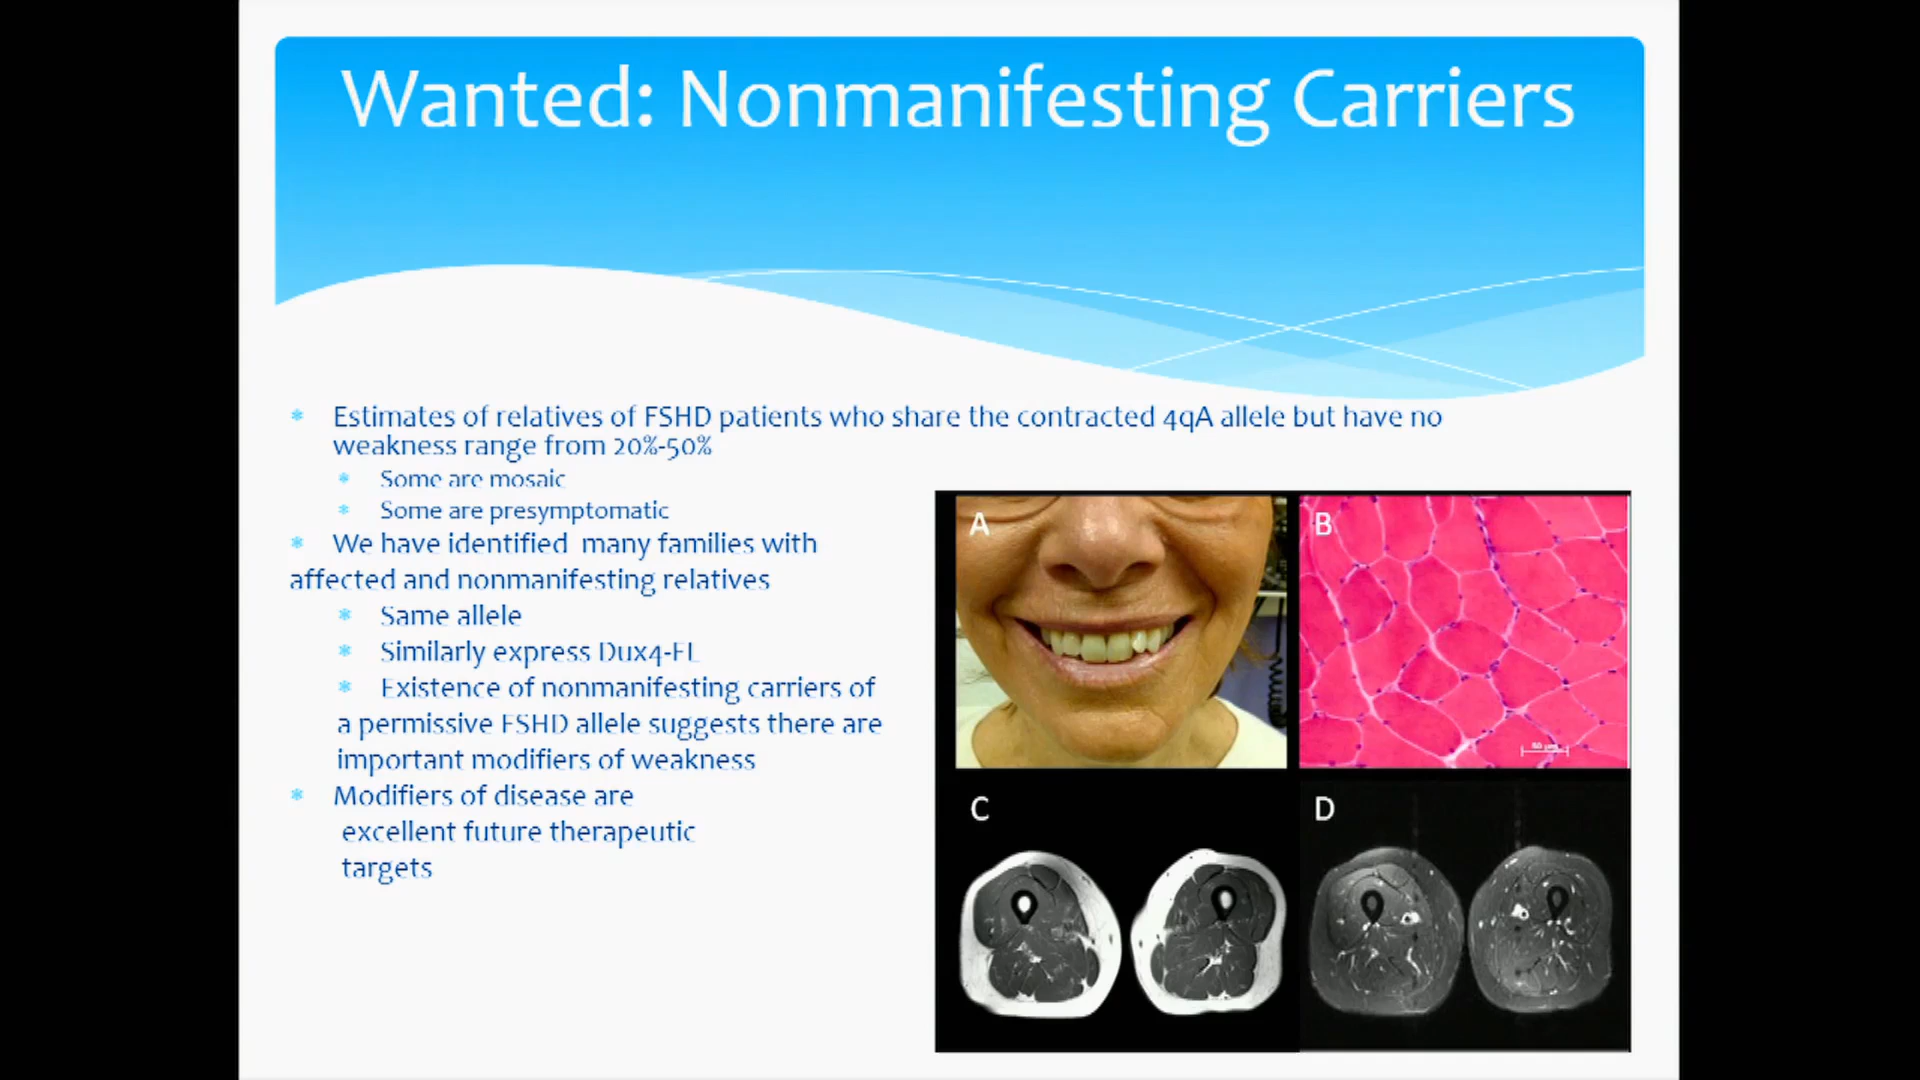 Wanted: Nonmanifesting Carriers
Estimates of relatives of FSHD patients who share the contracted 4qA allele but have no
weakness range from 20%-50%
Some are mosaic
Some are presymptomatic
We have identified many families with
affected and nonmanifesting relatives
Same allele
Similarly express Dux4-FL
Existence of nonmanifesting carriers of
a permissive FSHD allele suggests there are
important modifiers of weakness
Modifiers of disease are
excellent future therapeutic
targets
A
B
50 µm
C
D